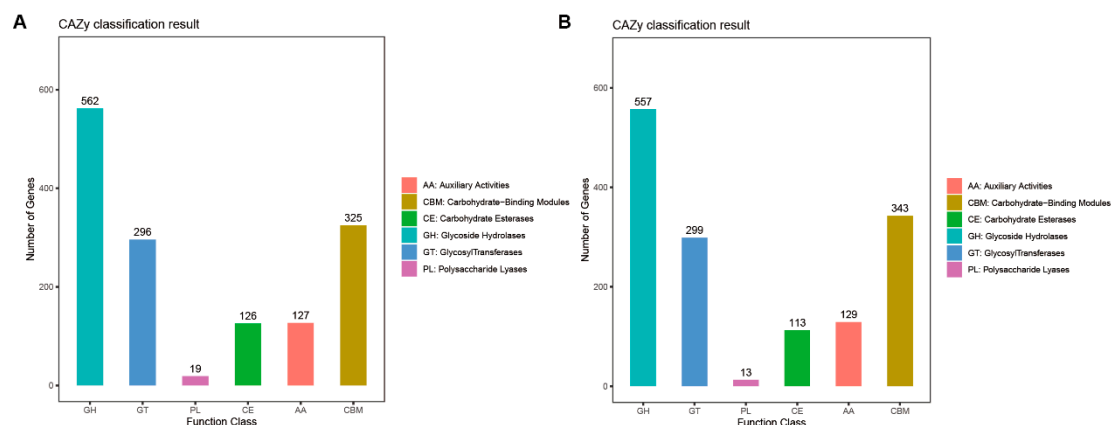 A
CAZy classification result
Number of Genes
600
400
200
0
562
296
19
126
127
325
GH
GT
PL
CE
AA
CBM
Function Class
AA: Auxiliary Activities
CBM: Carbohydrate-Binding Modules
CE: Carbohydrate Esterases
GH: Glycoside Hydrolases
GT: GlycosylTransferases
PL: Polysaccharide Lyases
B
CAZy classification result
Number of Genes
600
400
200
0
557
299
13
113
129
343
GH
GT
PL
CE
AA
CBM
Function Class
AA: Auxiliary Activities
CBM: Carbohydrate-Binding Modules
CE: Carbohydrate Esterases
GH: Glycoside Hydrolases
GT: GlycosylTransferases
PL: Polysaccharide Lyases